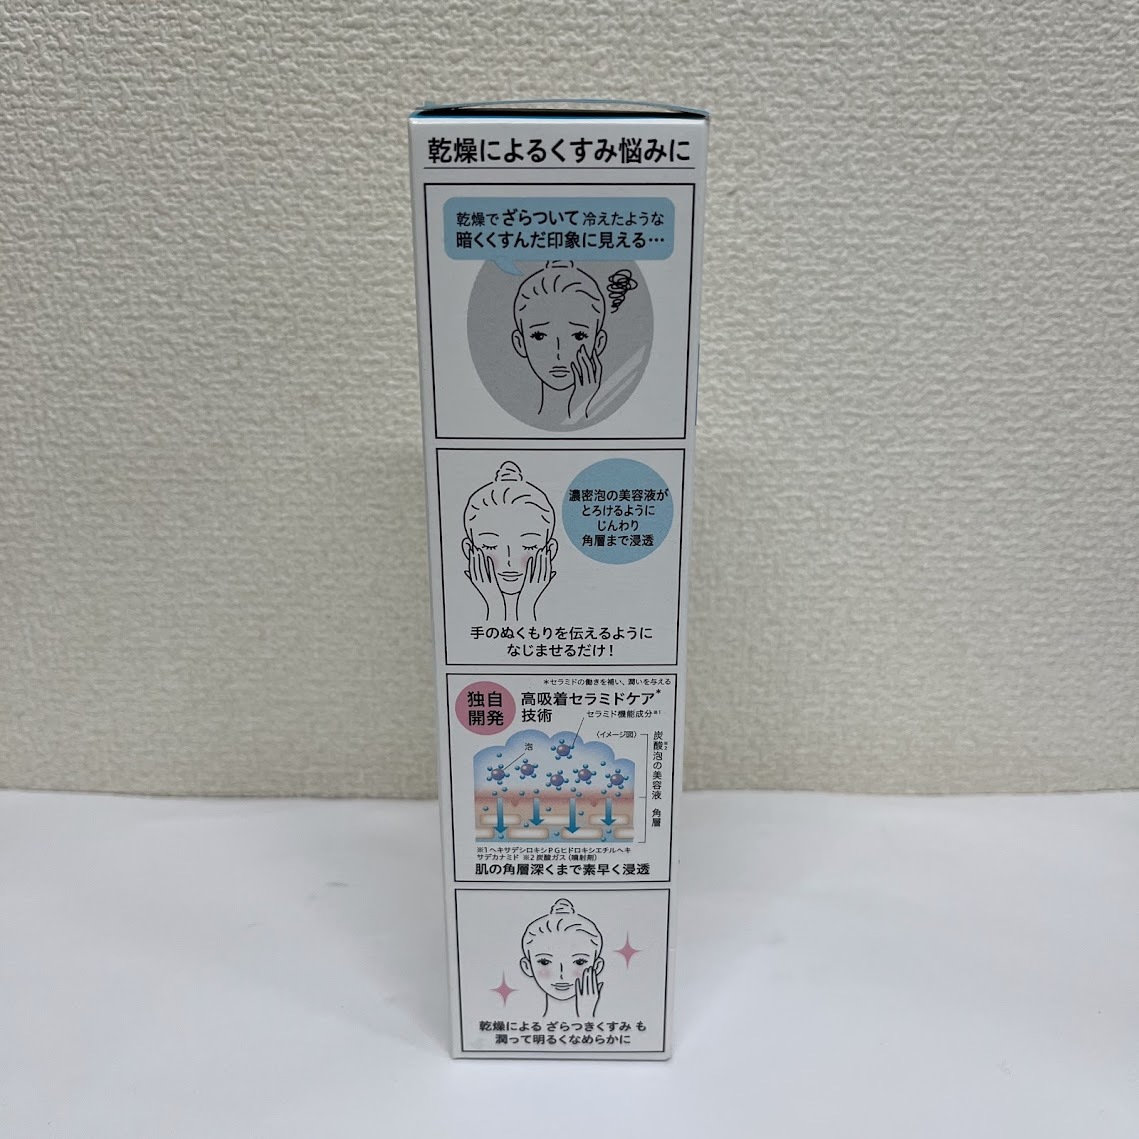 乾燥によるくすみ悩みに
乾燥でざらついて冷えたような
暗くくすんだ印象に見える…
濃密泡の美容液が
とろけるように
じんわり
角層まで浸透
手のぬくもりを伝えるように
なじませるだけ！
*セラミドの働きを補い、潤いを与える
独自
開発
高吸着セラミドケア*
技術
セラミド機能成分※1
〈イメージ図〉
泡
炭酸※2泡の美容液
角層
※1 ヘキサデシロキシPGヒドロキシエチルヘキ
サデカナミド ※2 炭酸ガス（噴射剤）
肌の角層深くまで素早く浸透
乾燥による ざらつきくすみ も
潤って明るくなめらかに